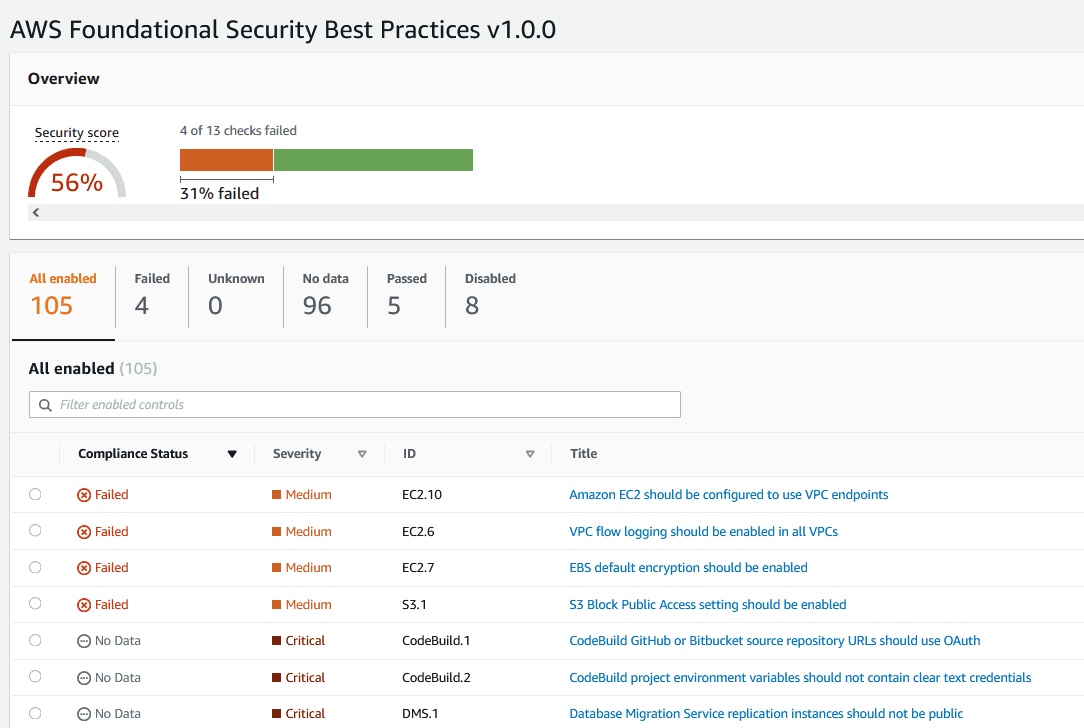 AWS Foundational Security Best Practices v1.0.0
Overview
Security score
56%
4 of 13 checks failed
31% failed
All enabled
105
Failed
4
Unknown
0
No data
96
Passed
5
Disabled
8
All enabled (105)
Filter enabled controls
Compliance Status Severity ID Title
Failed Medium EC2.10 Amazon EC2 should be configured to use VPC endpoints
Failed Medium EC2.6 VPC flow logging should be enabled in all VPCs
Failed Medium EC2.7 EBS default encryption should be enabled
Failed Medium S3.1 S3 Block Public Access setting should be enabled
No Data Critical CodeBuild.1 CodeBuild GitHub or Bitbucket source repository URLs should use OAuth
No Data Critical CodeBuild.2 CodeBuild project environment variables should not contain clear text credentials
No Data Critical DMS.1 Database Migration Service replication instances should not be public